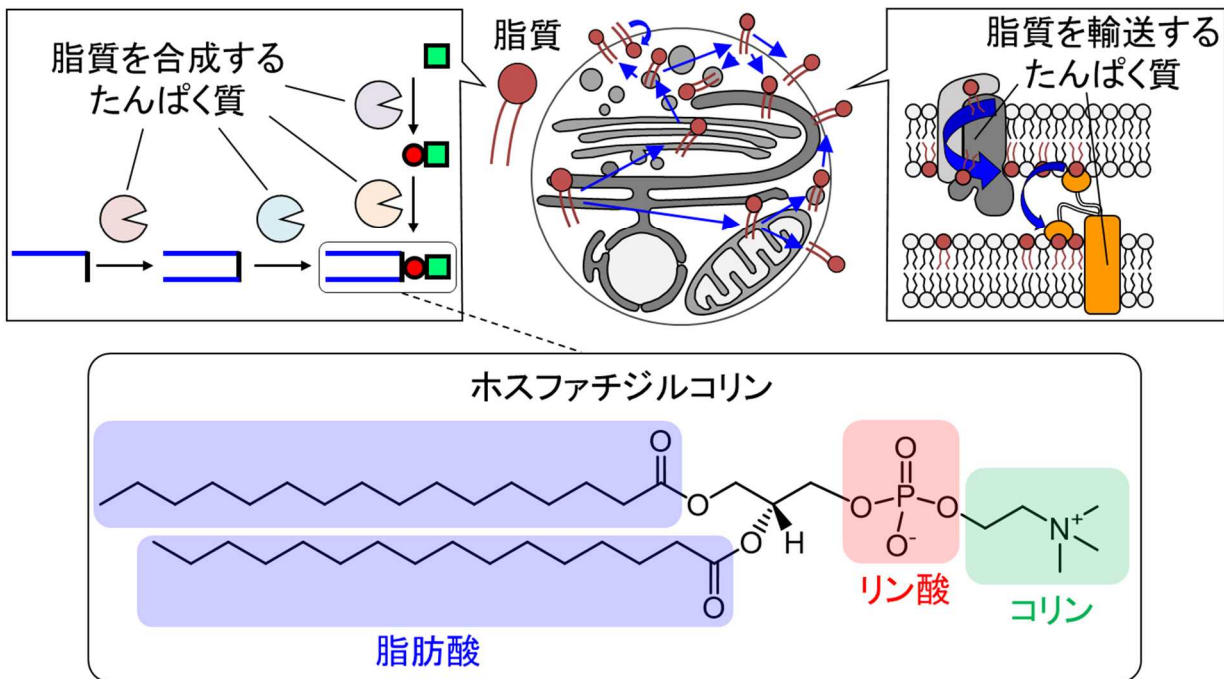 脂質を合成する
たんぱく質
脂質
脂質を輸送する
たんぱく質
ホスファチジルコリン
O
O
O
H
O
O
O
P
O
O-
N+
リン酸
コリン
脂肪酸